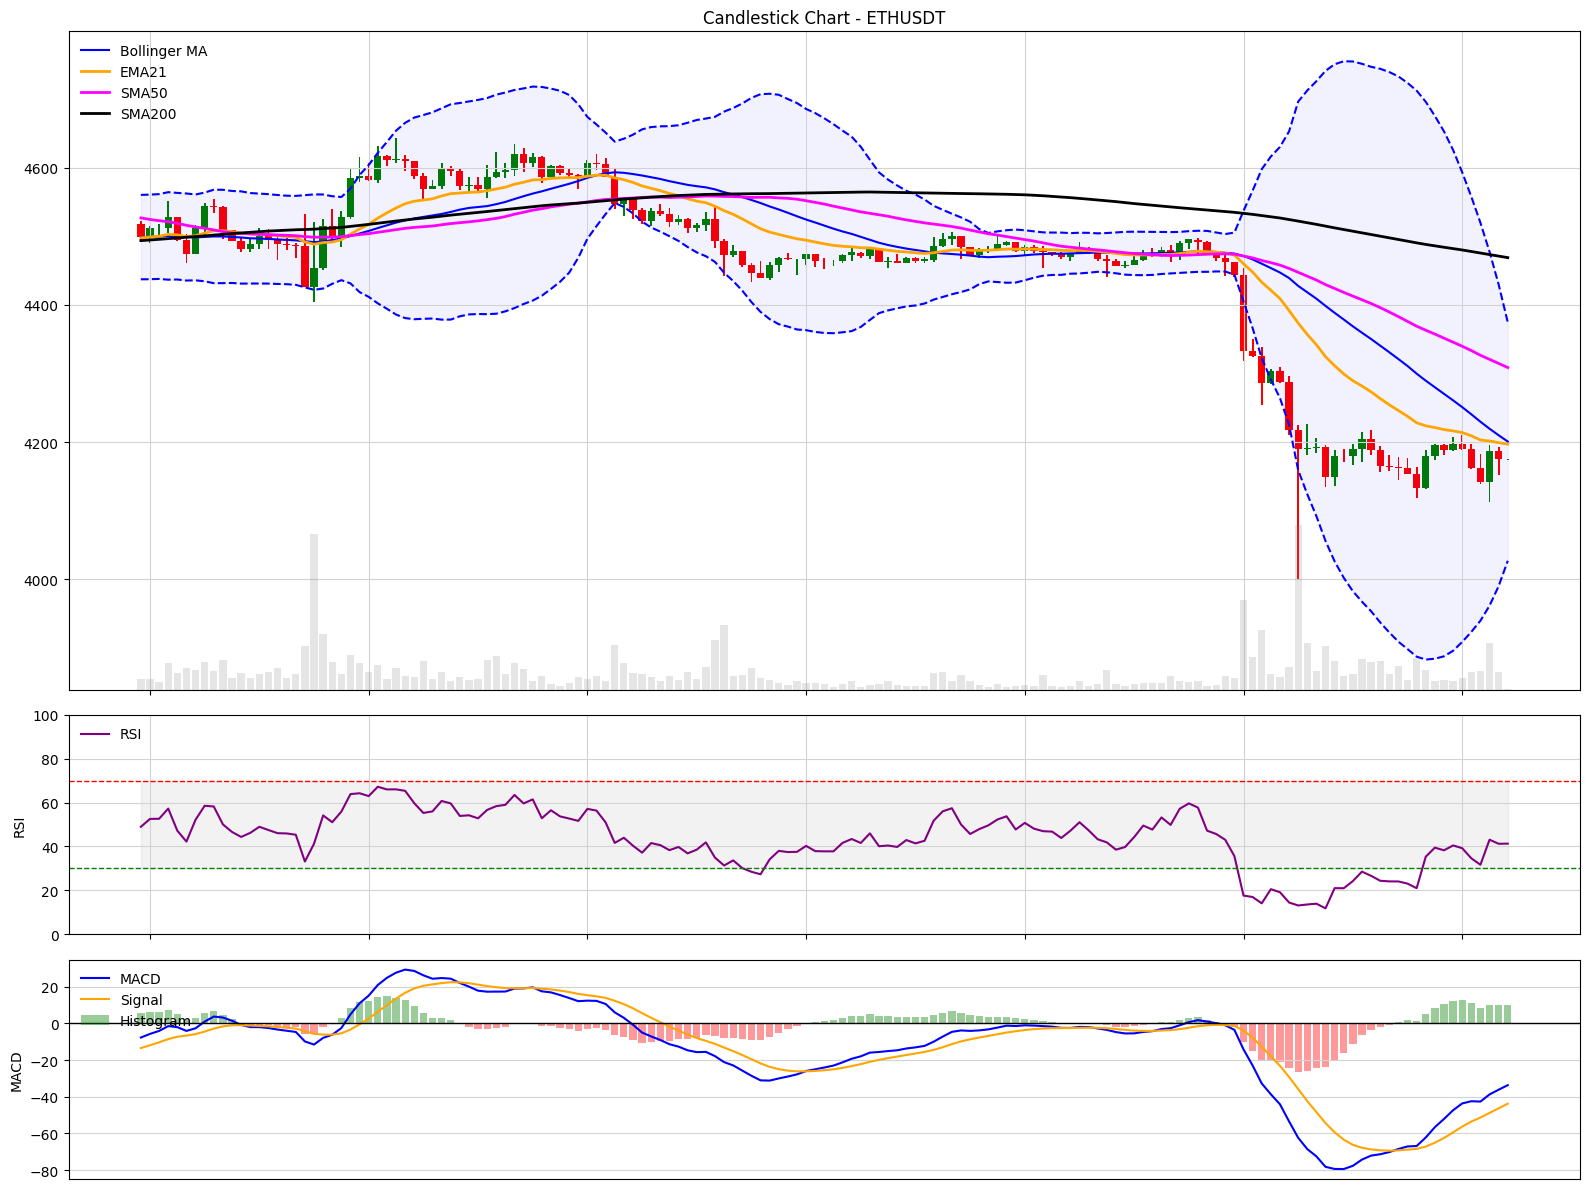 Candlestick Chart - ETHUSDT
Bollinger MA
EMA21
SMA50
SMA200
4600
4400
4200
4000
RSI
100
80
60
40
20
0
RSI
MACD
Signal
Histogram
20
0
−20
−40
−60
−80
MACD